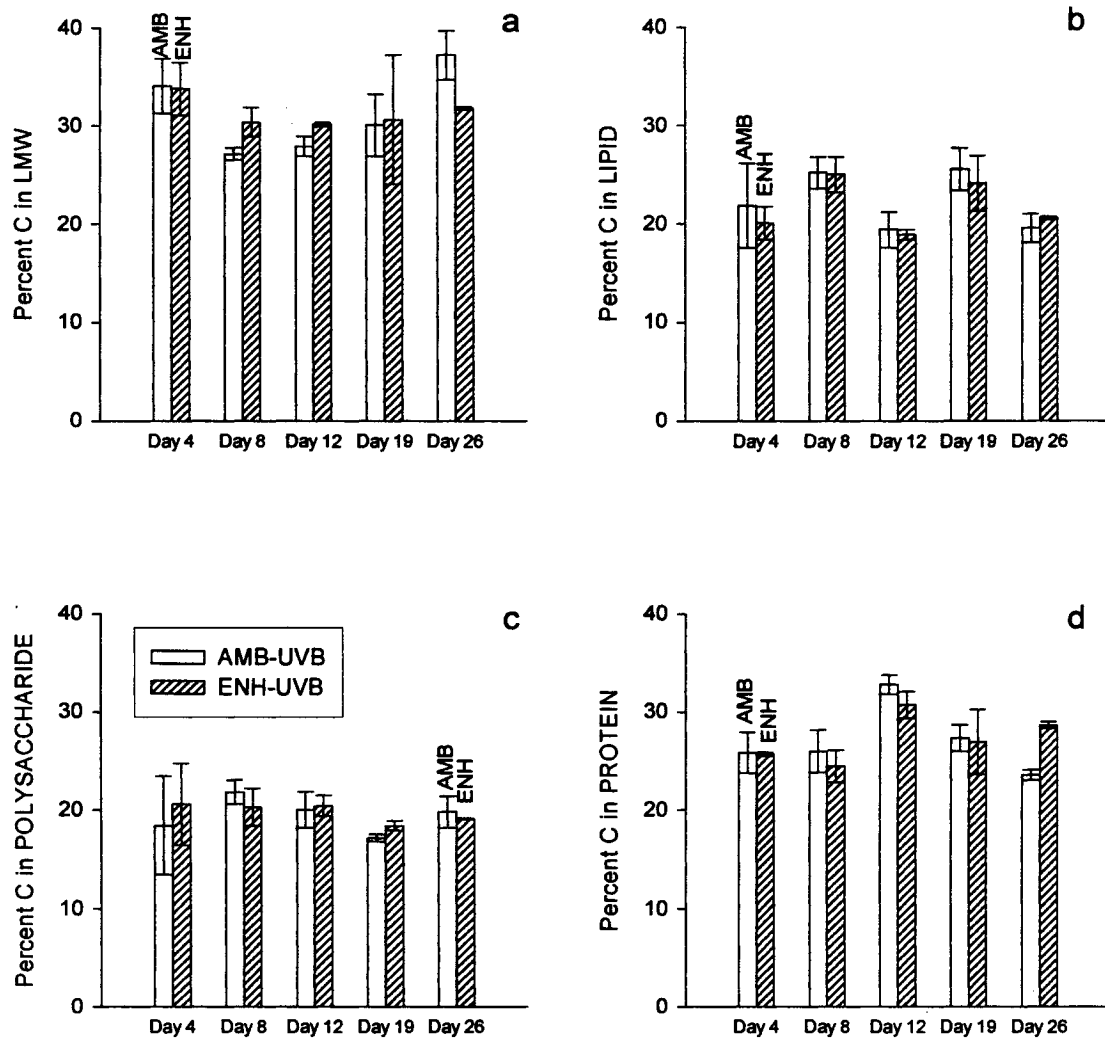 a
Percent C in LMW
40
30
20
10
0
AMB
ENH
Day 4 Day 8 Day 12 Day 19 Day 26
b
Percent C in LIPID
40
30
20
10
0
AMB
ENH
Day 4 Day 8 Day 12 Day 19 Day 26
c
Percent C in POLYSACCHARIDE
40
30
20
10
0
AMB-UVB
ENH-UVB
AMB
ENH
Day 4 Day 8 Day 12 Day 19 Day 26
d
Percent C in PROTEIN
40
30
20
10
0
AMB
ENH
Day 4 Day 8 Day 12 Day 19 Day 26